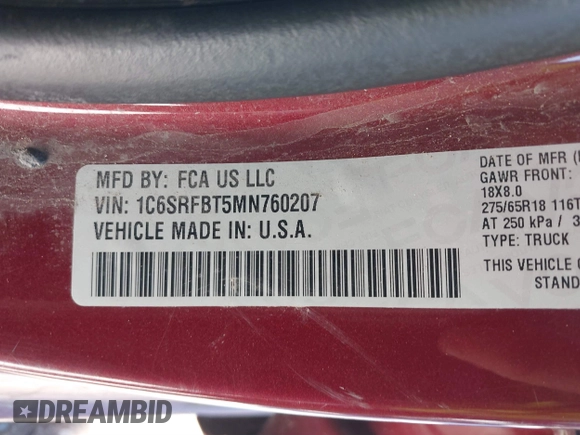 MFD BY: FCA US LLC
VIN: 1C6SRFBT5MN760207
VEHICLE MADE IN: U.S.A.
DATE OF MFR
GAWR FRONT:
18X8.0
275/65R18 116T
AT 250 kPa / 3
TYPE: TRUCK
THIS VEHICLE
STAND
DREAMBID